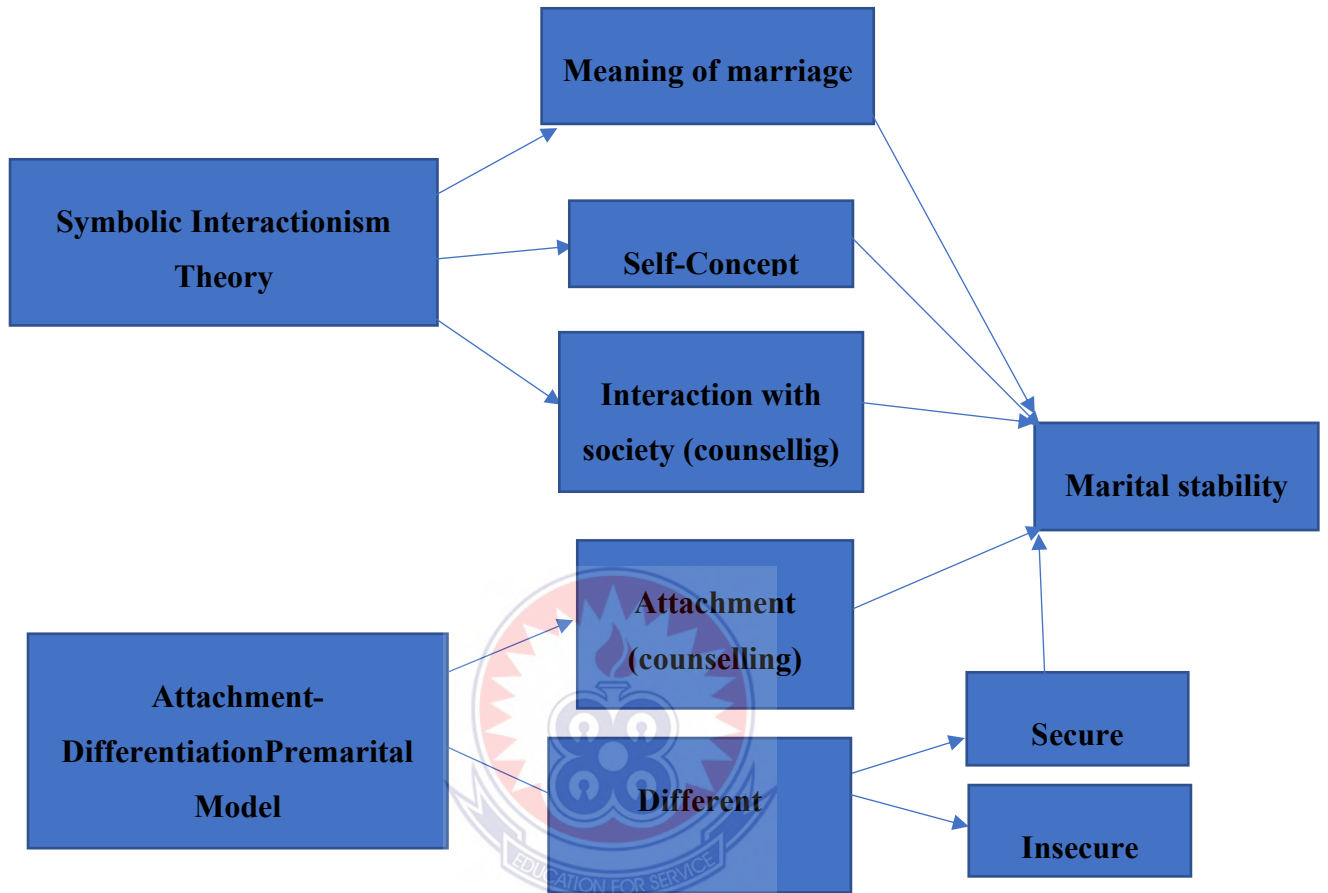 Meaning of marriage
Symbolic Interactionism
Theory
Self-Concept
Interaction with
society (counsellig)
Marital stability
Attachment
(counselling)
Attachment-
DifferentiationPremarital
Model
Different
Secure
Insecure
EDUCATION FOR SERVICE